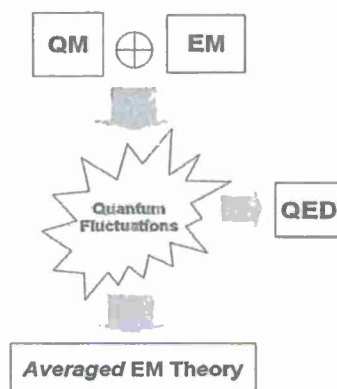 QM EM
Quantum
Fluctuations
QED
Averaged EM Theory